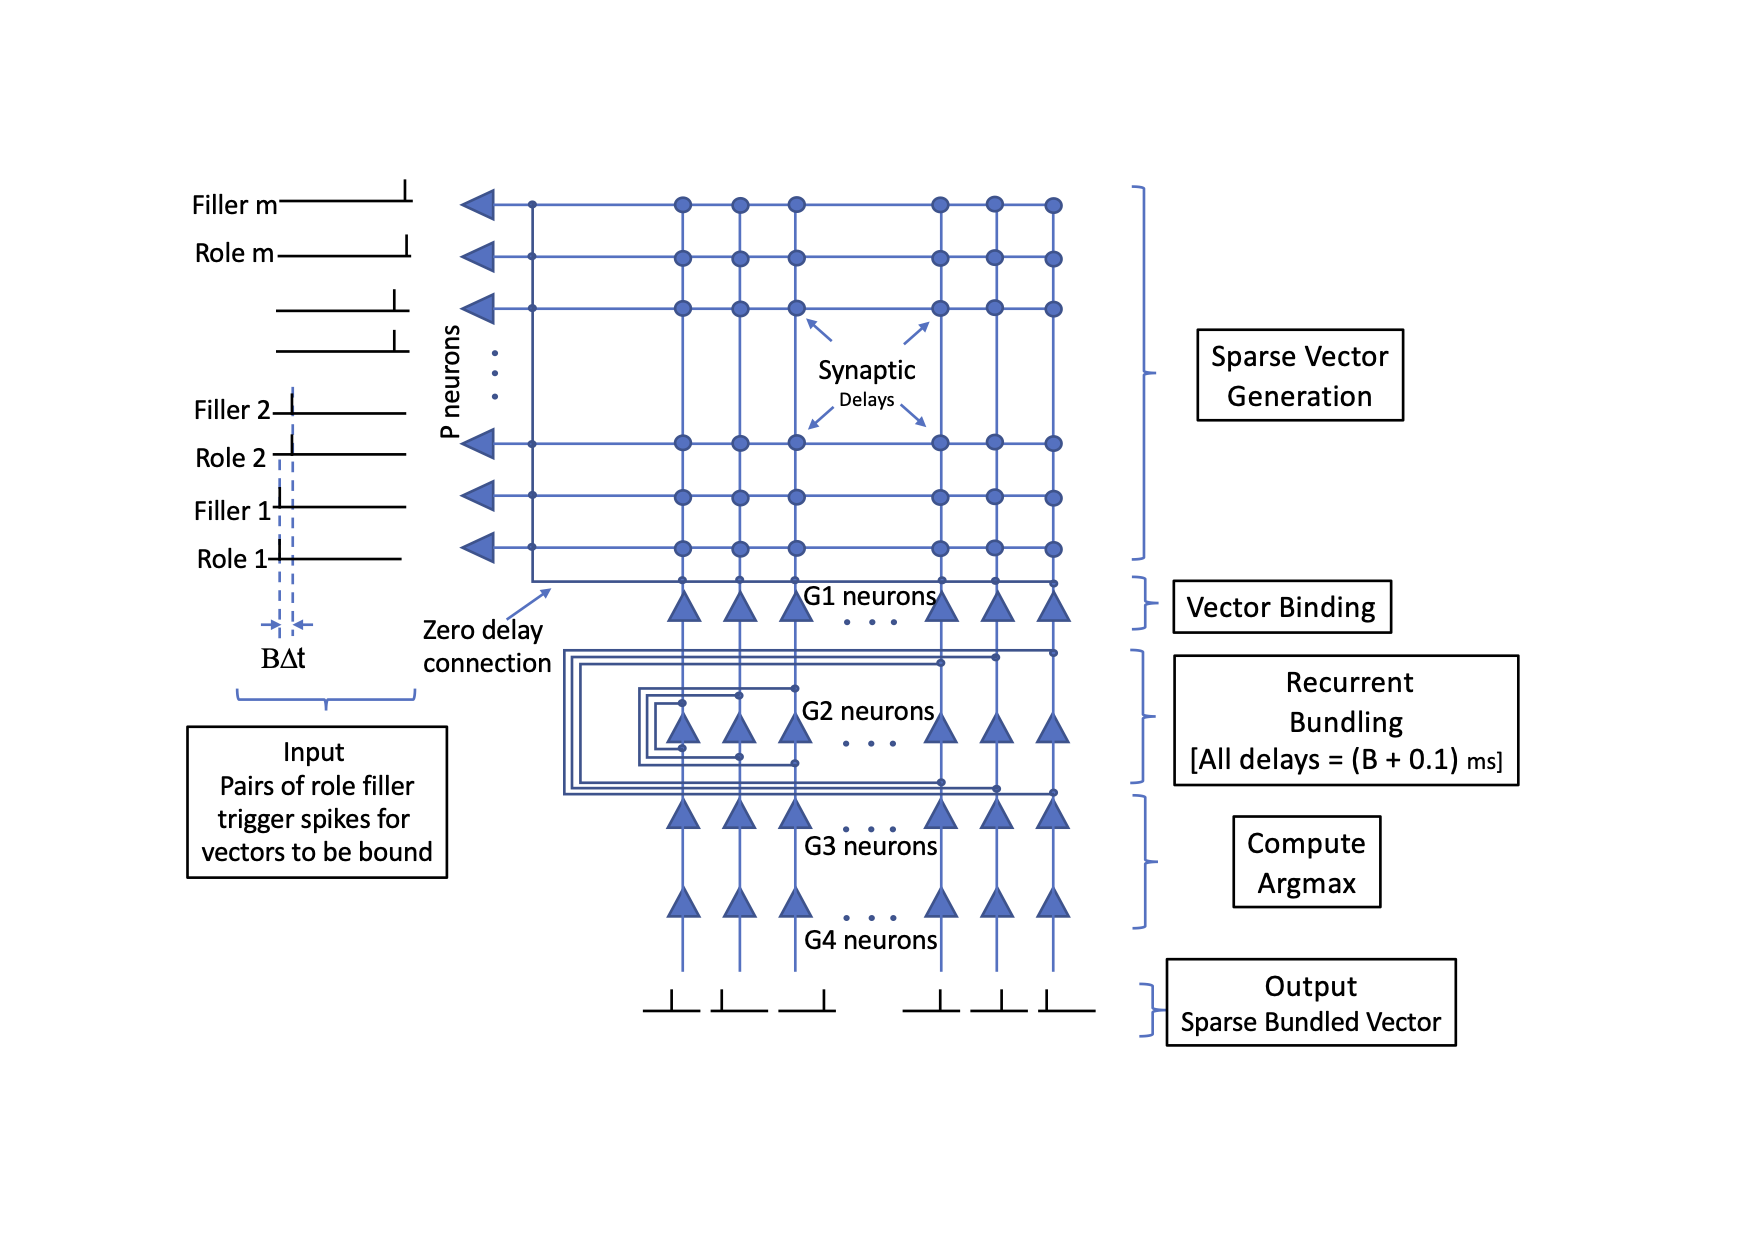 Filler m
Role m
Filler 2
Role 2
Filler 1
Role 1
BΔt
Input
Pairs of role filler
trigger spikes for
vectors to be bound
P neurons
Synaptic
Delays
Zero delay
connection
G1 neurons
G2 neurons
G3 neurons
G4 neurons
Sparse Vector
Generation
Vector Binding
Recurrent
Bundling
[All delays = (B + 0.1) ms]
Compute
Argmax
Output
Sparse Bundled Vector